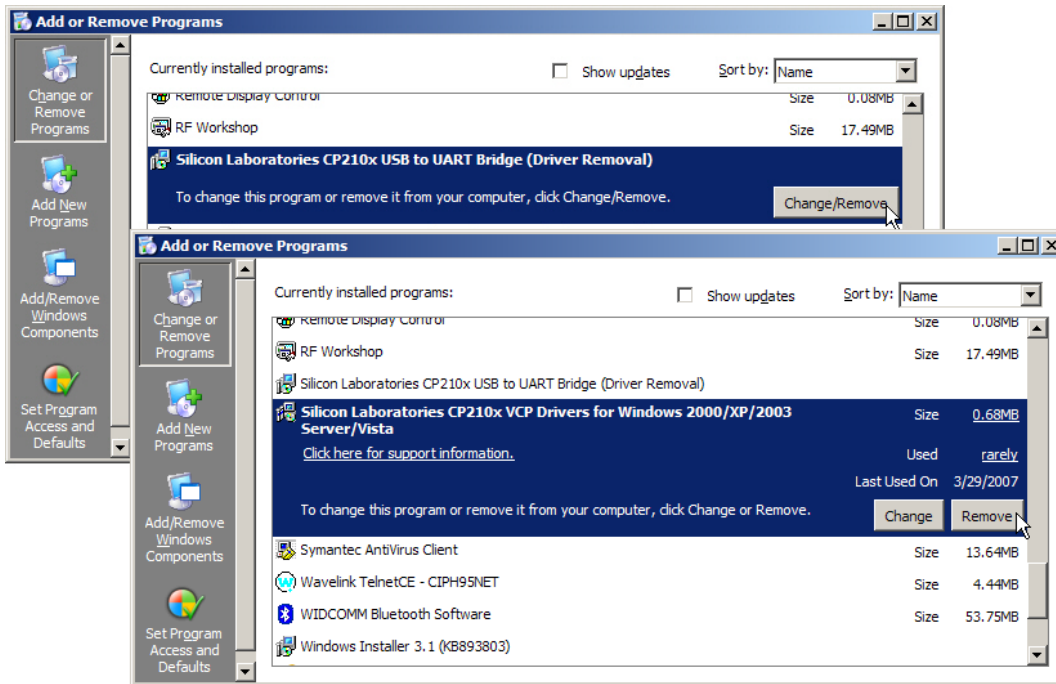 Add or Remove Programs
Change or
Remove
Programs
Add New
Programs
Add/Remove
Windows
Components
Set Program
Access and
Defaults
Currently installed programs:
Show updates
Sort by: Name
Remote Display Control Size 0.08MB
RF Workshop Size 17.49MB
Silicon Laboratories CP210x USB to UART Bridge (Driver Removal)
To change this program or remove it from your computer, click Change/Remove.
Change/Remove
Add or Remove Programs
Change or
Remove
Programs
Add New
Programs
Add/Remove
Windows
Components
Set Program
Access and
Defaults
Currently installed programs:
Show updates
Sort by: Name
Remote Display Control Size 0.08MB
RF Workshop Size 17.49MB
Silicon Laboratories CP210x USB to UART Bridge (Driver Removal)
Silicon Laboratories CP210x VCP Drivers for Windows 2000/XP/2003 Size 0.68MB
Server/Vista
Click here for support information. Used rarely
Last Used On 3/29/2007
To change this program or remove it from your computer, click Change or Remove.
Change Remove
Symantec AntiVirus Client Size 13.64MB
Wavelink TelnetCE - CIPH95NET Size 4.44MB
WIDCOMM Bluetooth Software Size 53.75MB
Windows Installer 3.1 (KB893803)